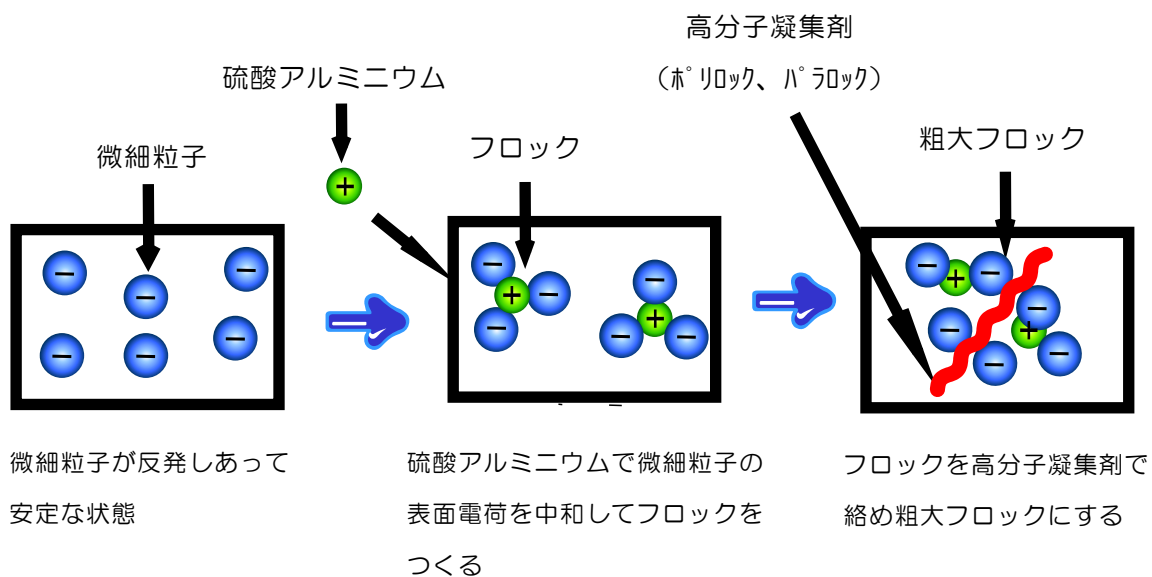 高分子凝集剤
(ﾎﾟﾘﾛｯｸ、ﾊﾟﾗﾛｯｸ)
硫酸アルミニウム
粗大フロック
フロック
微細粒子
+
− − −
− − −
− + −
−
− + −
−
− + −
− − +
− −
微細粒子が反発しあって
安定な状態
硫酸アルミニウムで微細粒子の
表面電荷を中和してフロックを
つくる
フロックを高分子凝集剤で
絡め粗大フロックにする